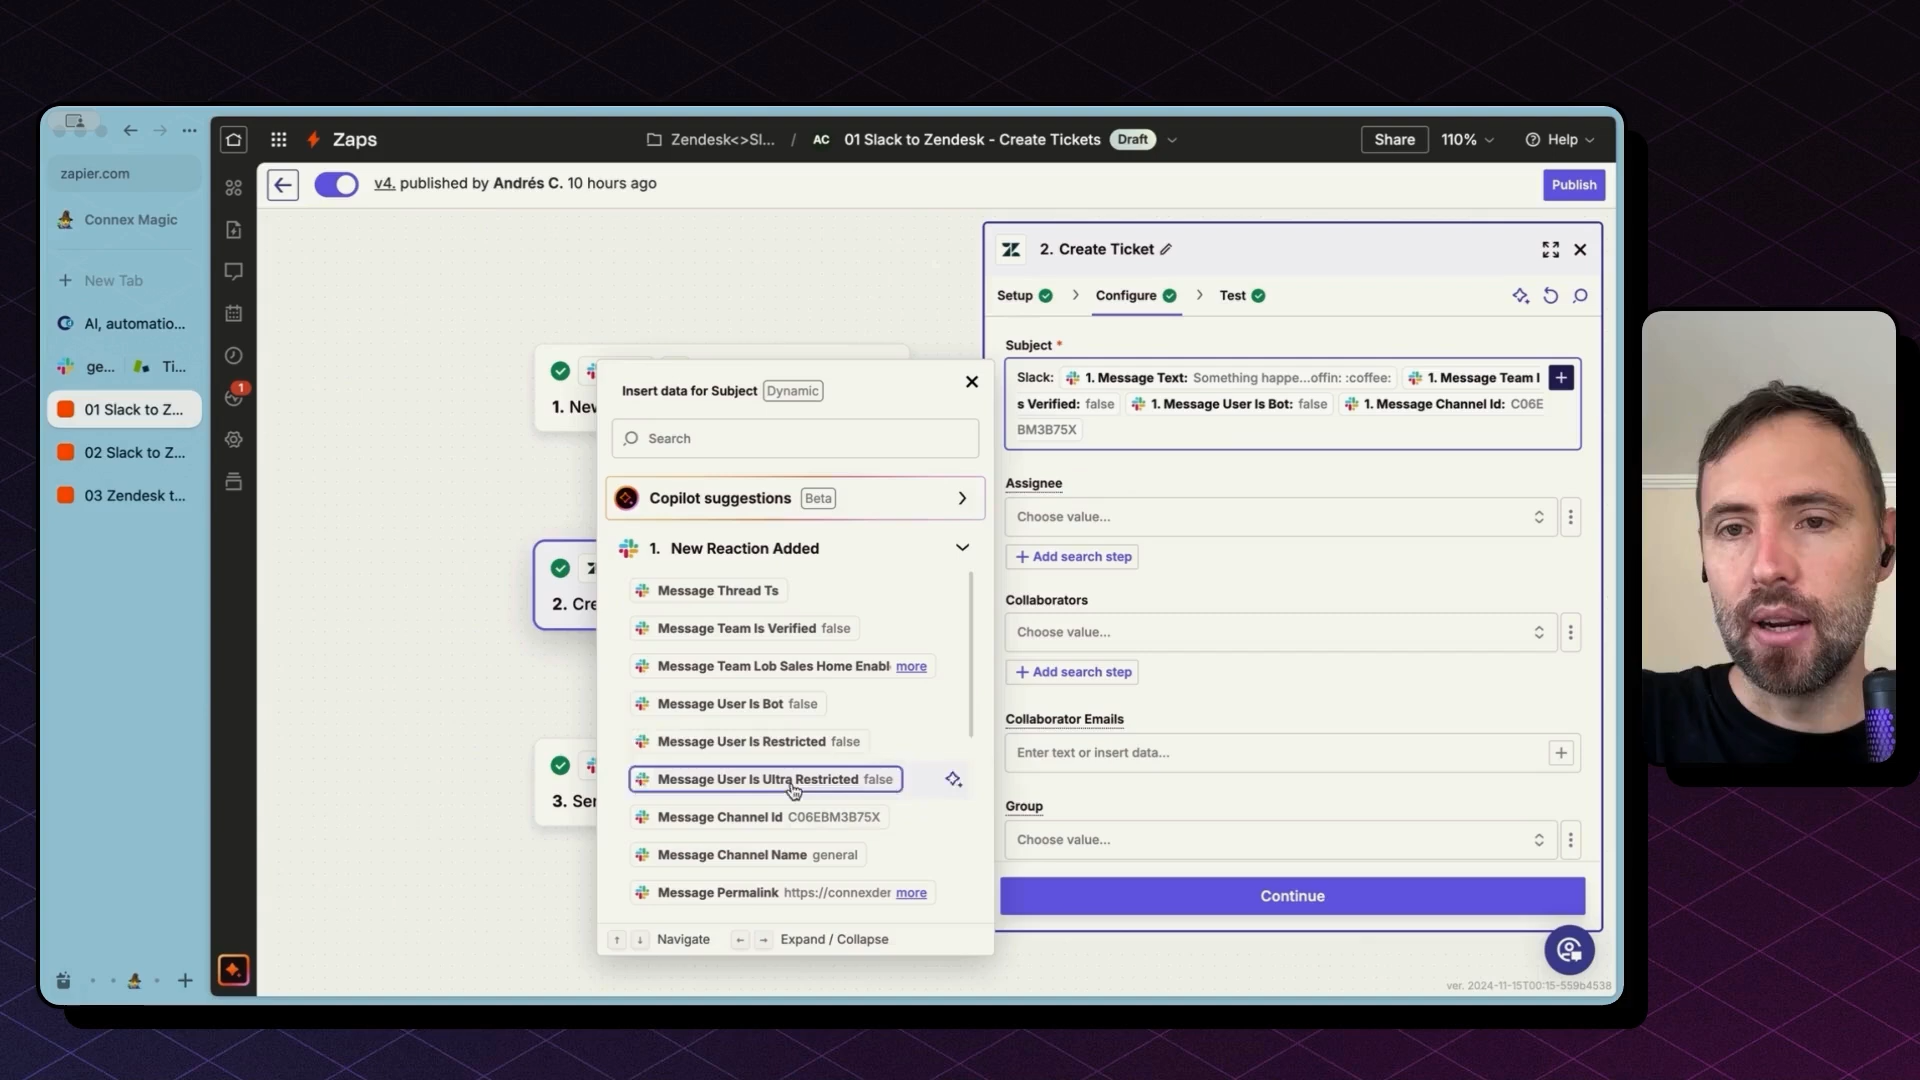 Zaps
Zendesk<>Sl... / AC 01 Slack to Zendesk - Create Tickets Draft
Share 110% Help
zapier.com
v4. published by Andrés C. 10 hours ago
Publish
Connex Magic
New Tab
AI, automatio...
ge... Ti...
01 Slack to Z...
02 Slack to Z...
03 Zendesk t...
1
1. New
2. Cre
3. Ser
Insert data for Subject Dynamic
Search
Copilot suggestions Beta
1. New Reaction Added
Message Thread Ts
Message Team Is Verified false
Message Team Lob Sales Home Enabl more
Message User Is Bot false
Message User Is Restricted false
Message User Is Ultra Restricted false
Message Channel Id C06EBM3B75X
Message Channel Name general
Message Permalink https://connexder more
Navigate Expand / Collapse
2. Create Ticket
Setup Configure Test
Subject *
Slack: 1. Message Text: Something happe...offin: :coffee: 1. Message Team I
s Verified: false 1. Message User Is Bot: false 1. Message Channel Id: C06E
BM3B75X
Assignee
Choose value...
Add search step
Collaborators
Choose value...
Add search step
Collaborator Emails
Enter text or insert data...
Group
Choose value...
Continue
ver. 2024-11-15T00:15-559b4538